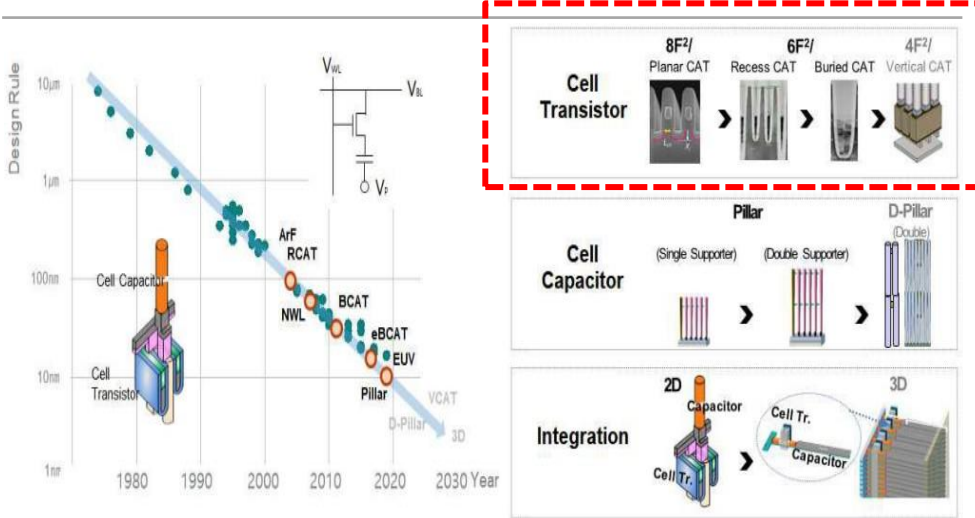 Design Rule
10μm
1μm
100nm
10nm
1nm
1980
1990
2000
2010
2020
2030 Year
V_WL
V_BL
V_P
Cell Capacitor
Cell
Transistor
ArF
RCAT
NWL
BCAT
eBCAT
EUV
Pillar
VCAT
D-Pillar
3D
Cell
Transistor
8F²/
Planar CAT
6F²/
Recess CAT
Buried CAT
4F²/
Vertical CAT
Cell
Capacitor
Pillar
(Single Supporter)
(Double Supporter)
D-Pillar
(Double)
Integration
2D
Capacitor
Cell Tr.
Cell Tr.
Capacitor
3D